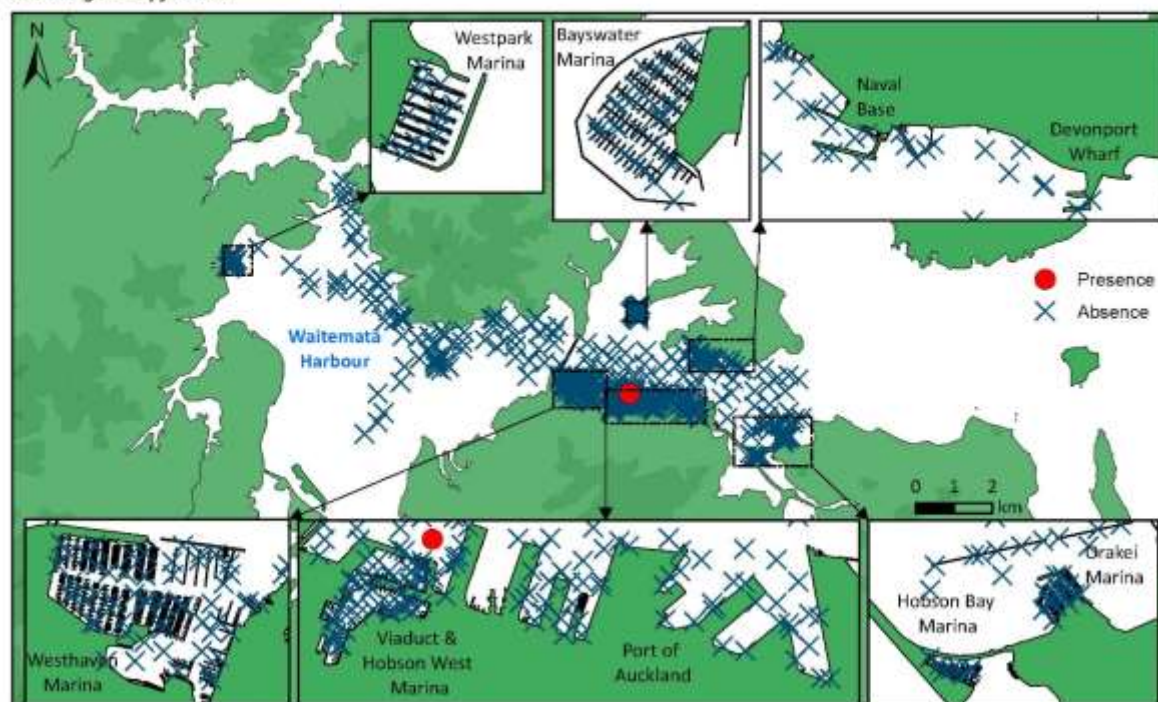 N
Westpark
Marina
Bayswater
Marina
Naval
Base
Devonport
Wharf
Presence
Absence
Waitematā
Harbour
0 1 2
km
Westhaven
Marina
Viaduct &
Hobson West
Marina
Port of
Auckland
Hobson Bay
Marina
Orakei
Marina